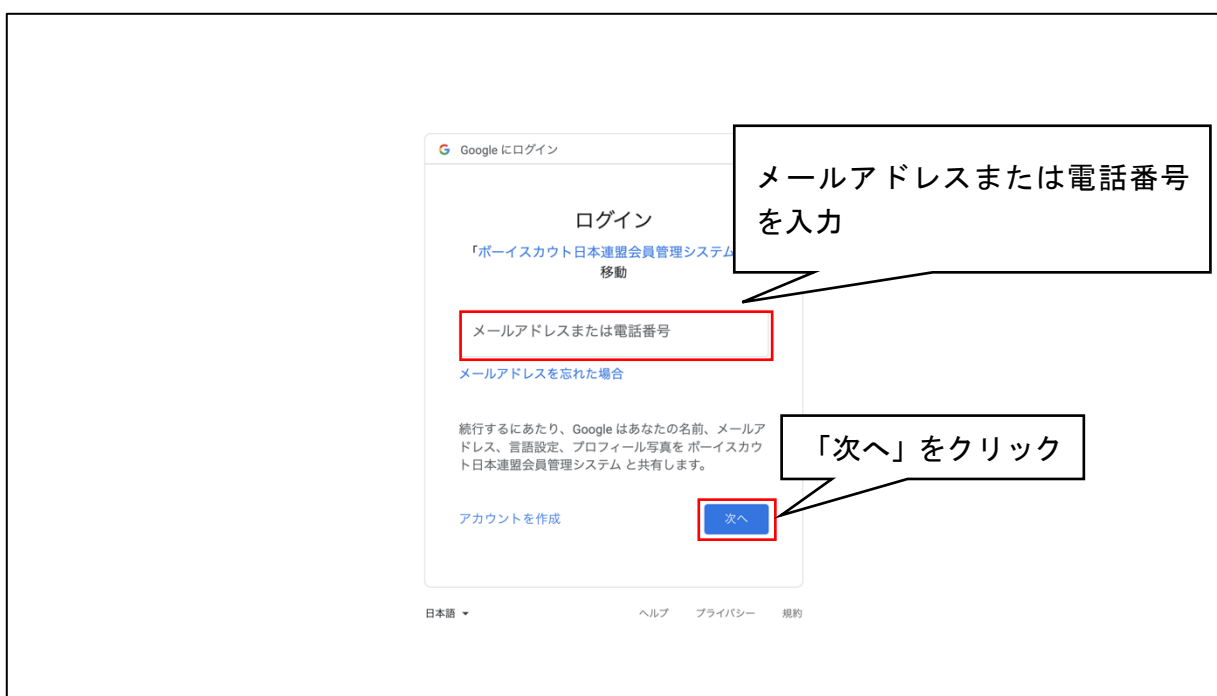 Google にログイン
メールアドレスまたは電話番号
を入力
ログイン
「ボーイスカウト日本連盟会員管理システム
移動
メールアドレスまたは電話番号
メールアドレスを忘れた場合
続行するにあたり、Google はあなたの名前、メールア
ドレス、言語設定、プロフィール写真を ボーイスカウ
ト日本連盟会員管理システム と共有します。
「次へ」をクリック
アカウントを作成
次へ
日本語
ヘルプ プライバシー 規約